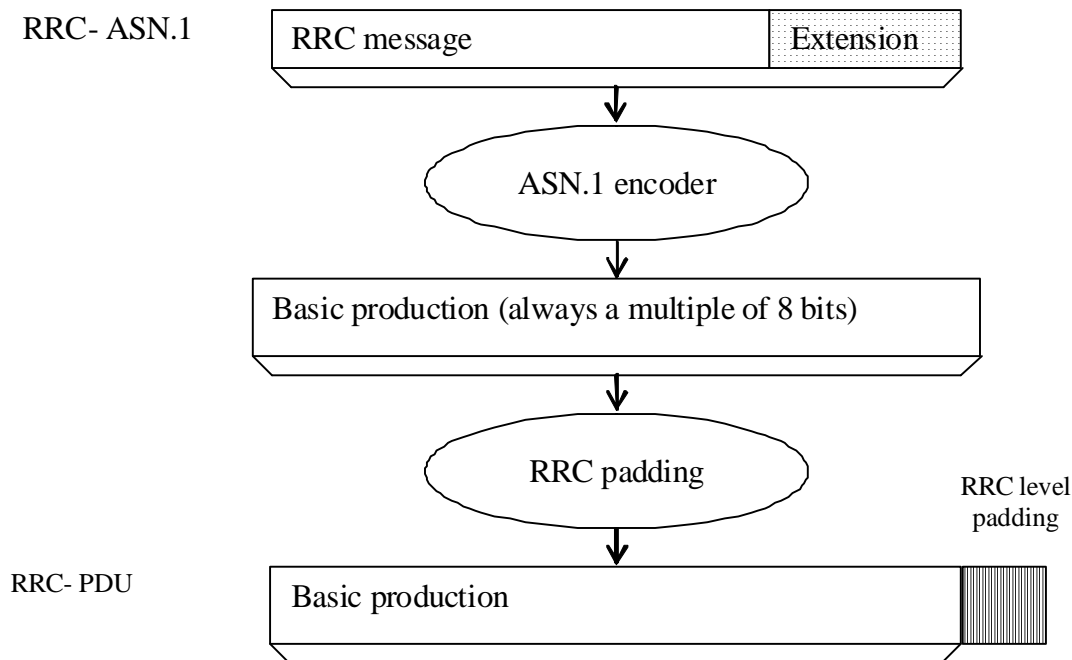 RRC- ASN.1
RRC message
Extension
ASN.1 encoder
Basic production (always a multiple of 8 bits)
RRC padding
RRC level
padding
RRC- PDU
Basic production